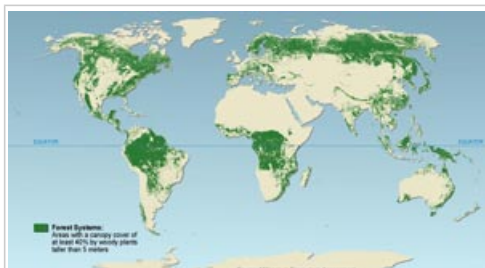 EQUATOR
EQUATOR
Forest Systems:
Areas with a canopy cover of
at least 40% by woody plants
taller than 5 meters